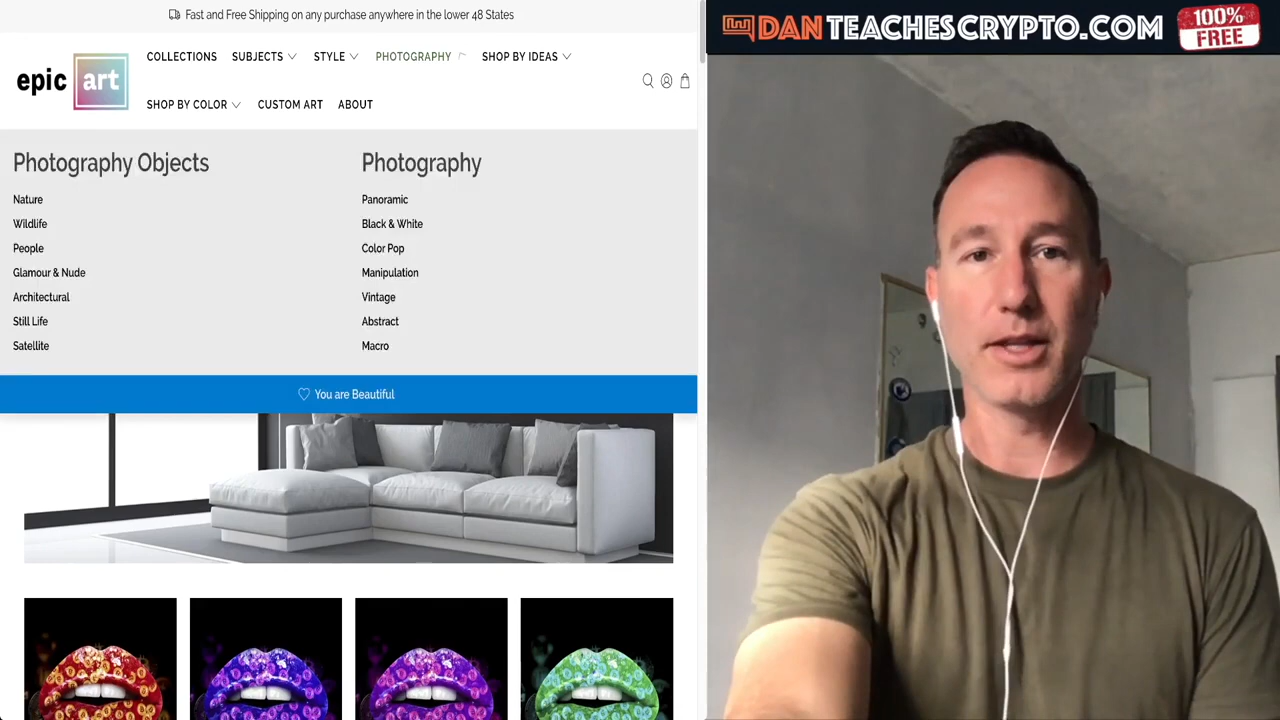 Fast and Free Shipping on any purchase anywhere in the lower 48 States
epic art
COLLECTIONS SUBJECTS STYLE PHOTOGRAPHY SHOP BY IDEAS
SHOP BY COLOR CUSTOM ART ABOUT
Photography Objects
Nature
Wildlife
People
Glamour & Nude
Architectural
Still Life
Satellite
Photography
Panoramic
Black & White
Color Pop
Manipulation
Vintage
Abstract
Macro
You are Beautiful
DANTEACHESCRYPTO.COM
100%
FREE